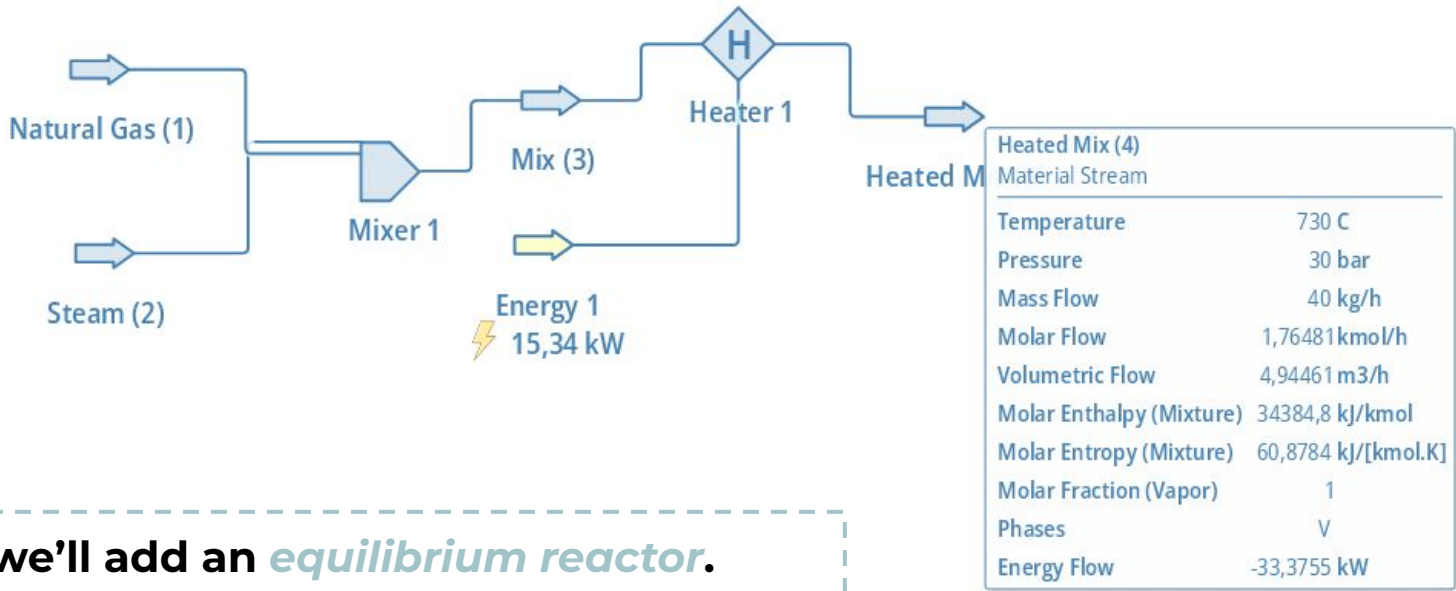 H
Natural Gas (1)
Heater 1
Mix (3)
Heated M
Mixer 1
Steam (2)
Energy 1
15,34 kW
Heated Mix (4)
Material Stream
Temperature 730 C
Pressure 30 bar
Mass Flow 40 kg/h
Molar Flow 1,76481 kmol/h
Volumetric Flow 4,94461 m3/h
Molar Enthalpy (Mixture) 34384,8 kJ/kmol
Molar Entropy (Mixture) 60,8784 kJ/[kmol.K]
Molar Fraction (Vapor) 1
Phases V
Energy Flow -33,3755 kW
we'll add an equilibrium reactor.